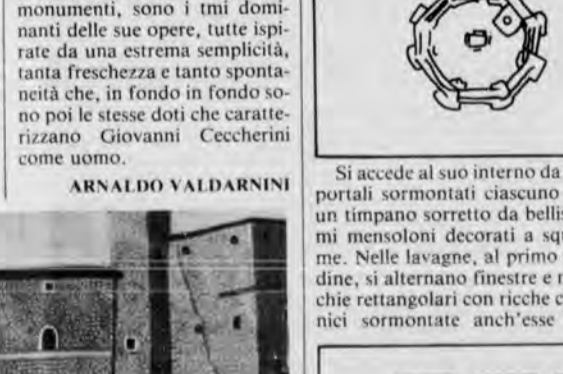 monumenti, sono i tmi domi-
nanti delle sue opere, tutte ispi-
rate da una estrema semplicità,
tanta freschezza e tanto sponta-
neità che, in fondo in fondo so-
no poi le stesse doti che caratte-
rizzano Giovanni Ceccherini
come uomo.
ARNALDO VALDARNINI
Si accede al suo interno da
portali sormontati ciascuno
un timpano sorretto da bellis
mi mensoloni decorati a squ
me. Nelle lavagne, al primo
dine, si alternano finestre e n
chie rettangolari con ricche c
nici sormontate anch'esse